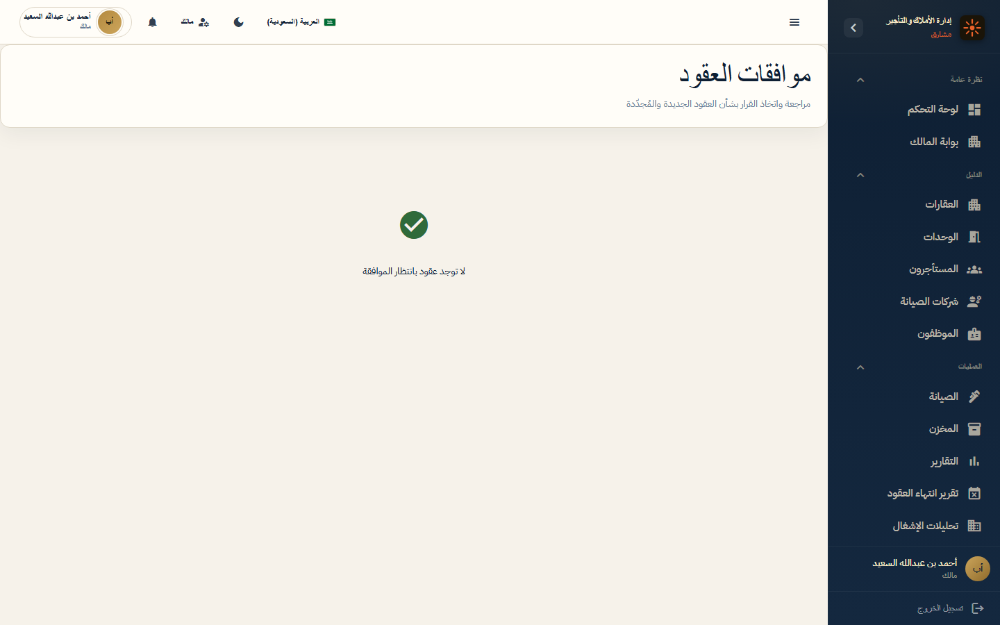 إدارة الأملاك والتأجير
مشارق
نظرة عامة
لوحة التحكم
بوابة المالك
الدليل
العقارات
الوحدات
المستأجرون
شركات الصيانة
الموظفون
العمليات
الصيانة
المخزن
التقارير
تقرير انتهاء العقود
تحليلات الإشغال
أب
أحمد بن عبدالله السعيد
مالك
تسجيل الخروج
العربية (السعودية)
مالك
أب
أحمد بن عبدالله السعيد
مالك
موافقات العقود
مراجعة واتخاذ القرار بشأن العقود الجديدة والمُجدّدة
لا توجد عقود بانتظار الموافقة